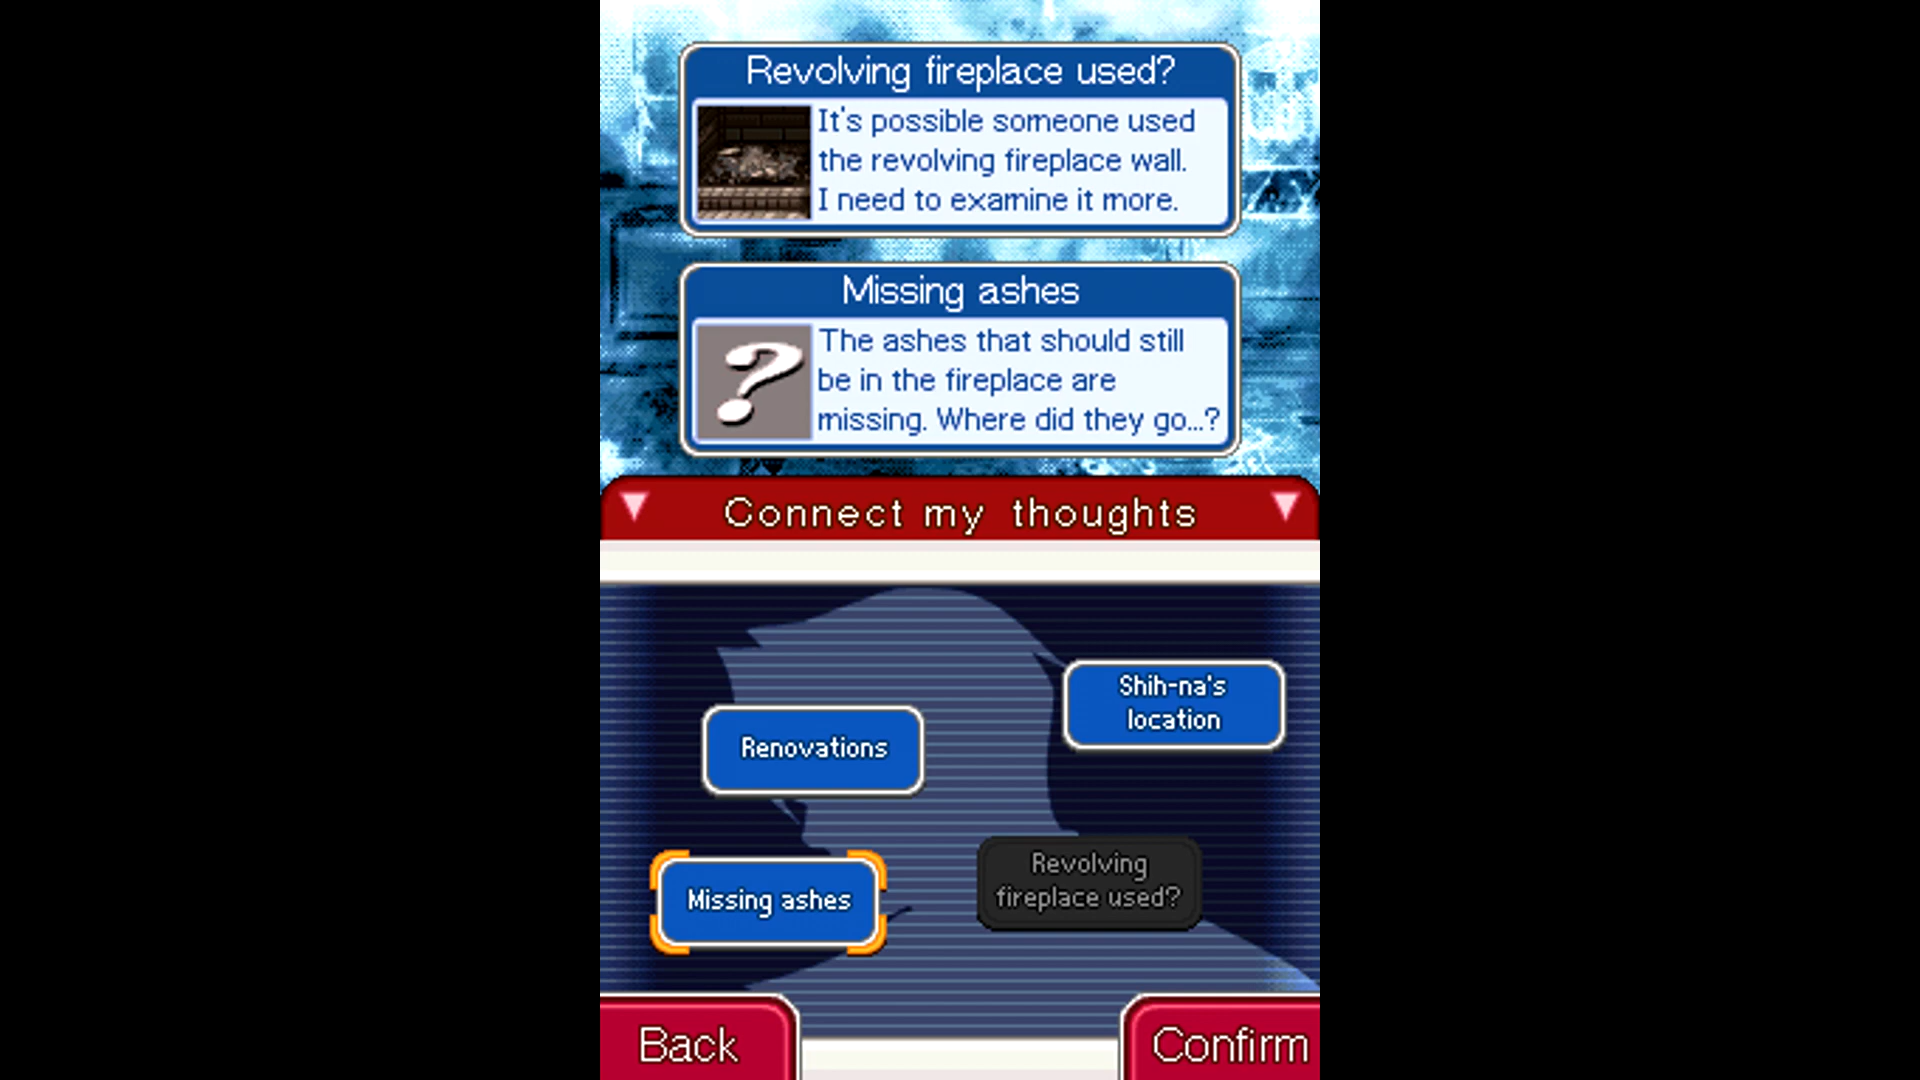 Revolving fireplace used?
It's possible someone used
the revolving fireplace wall.
I need to examine it more.
Missing ashes
?
The ashes that should still
be in the fireplace are
missing. Where did they go...?
Connect my thoughts
Shih-na's
location
Renovations
Revolving
fireplace used?
Missing ashes
Back
Confirm